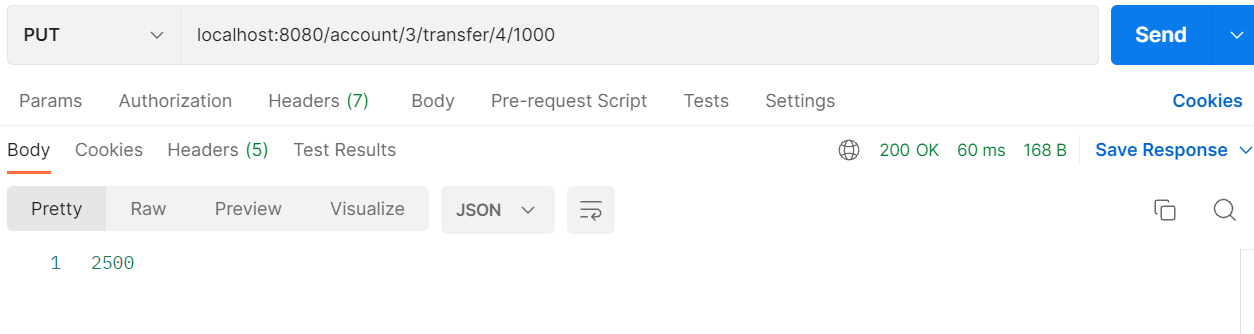 PUT localhost:8080/account/3/transfer/4/1000 Send
Params Authorization Headers (7) Body Pre-request Script Tests Settings Cookies
Body Cookies Headers (5) Test Results 200 OK 60 ms 168 B Save Response
Pretty Raw Preview Visualize JSON
1 2500